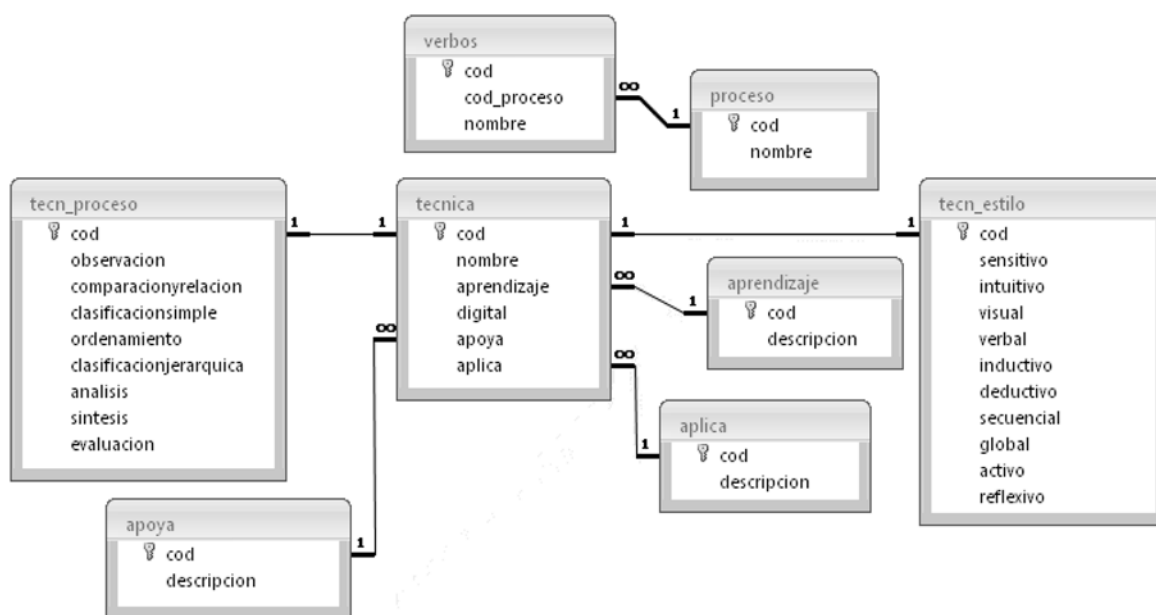 verbos
cod
cod_proceso
nombre
∞
1
proceso
cod
nombre
tecn_proceso
cod
observacion
comparacionyrelacion
clasificacionsimple
ordenamiento
clasificacionjerarquica
analisis
sintesis
evaluacion
1
1
tecnica
cod
nombre
aprendizaje
digital
apoya
aplica
1
1
tecn_estilo
cod
sensitivo
intuitivo
visual
verbal
inductivo
deductivo
secuencial
global
activo
reflexivo
∞
1
aprendizaje
cod
descripcion
∞
1
aplica
cod
descripcion
∞
1
apoya
cod
descripcion